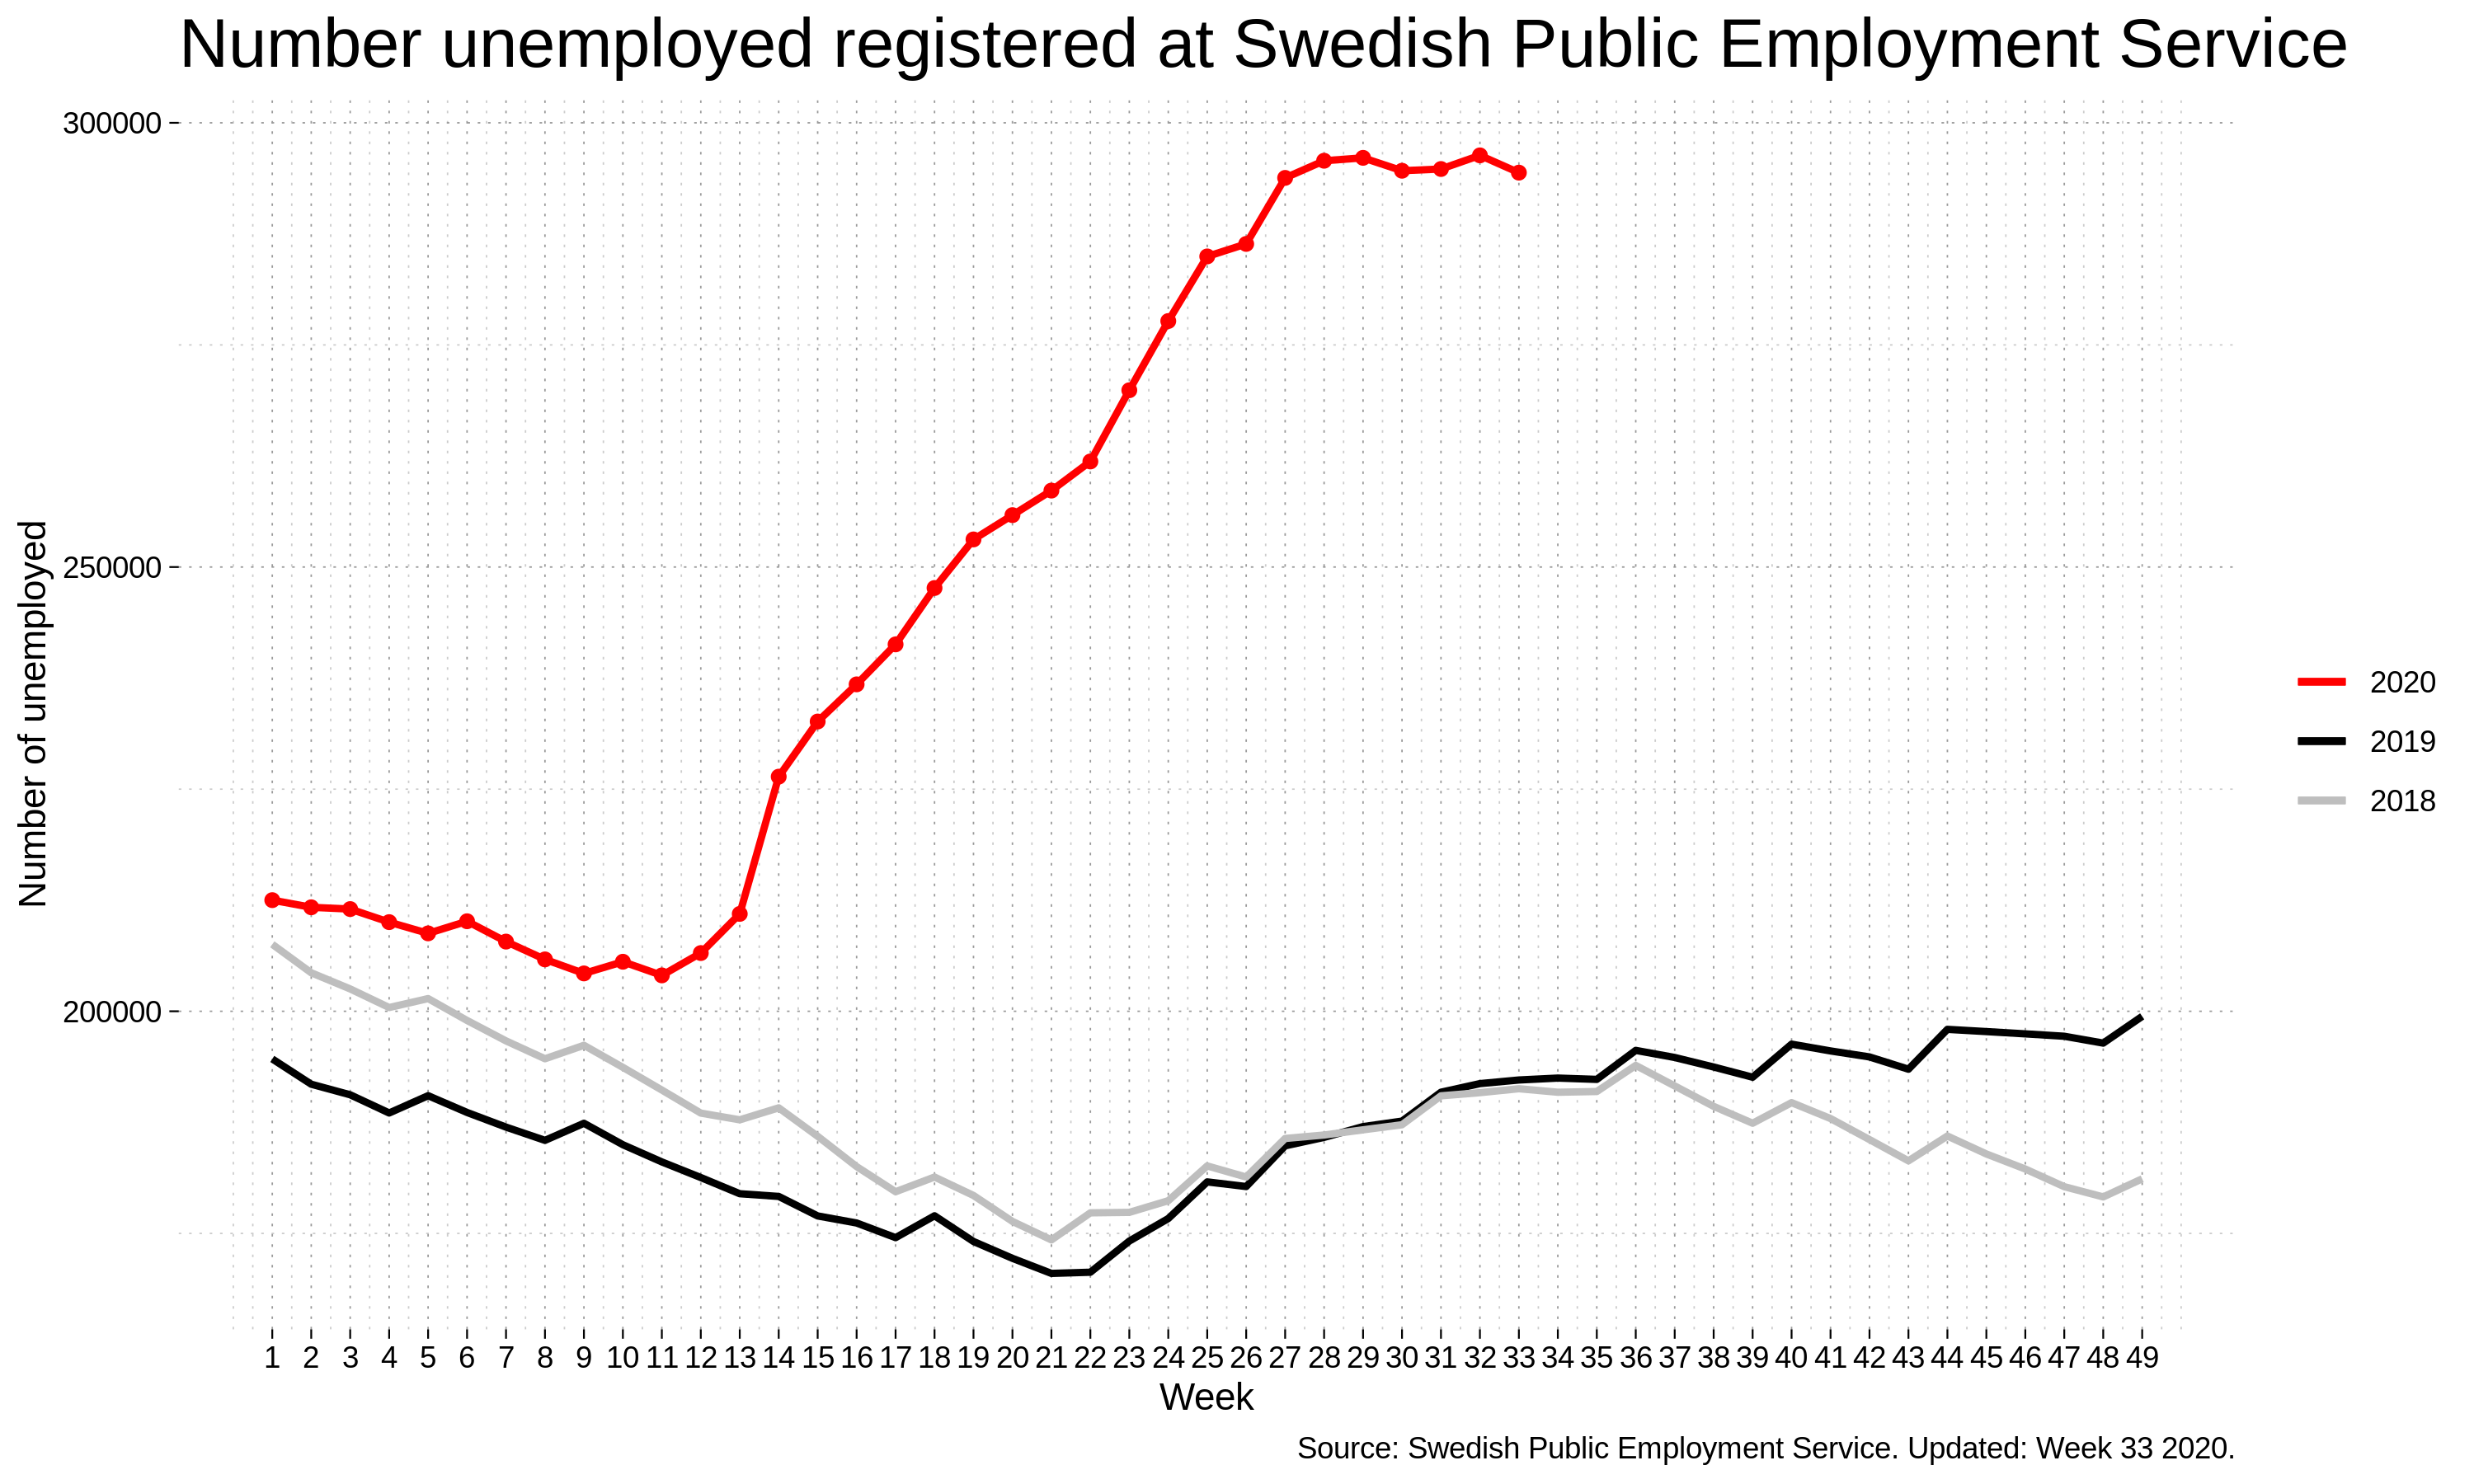 Number unemployed registered at Swedish Public Employment Service
300000
250000
200000
Number of unemployed
2020
2019
2018
1 2 3 4 5 6 7 8 9 10 11 12 13 14 15 16 17 18 19 20 21 22 23 24 25 26 27 28 29 30 31 32 33 34 35 36 37 38 39 40 41 42 43 44 45 46 47 48 49
Week
Source: Swedish Public Employment Service. Updated: Week 33 2020.